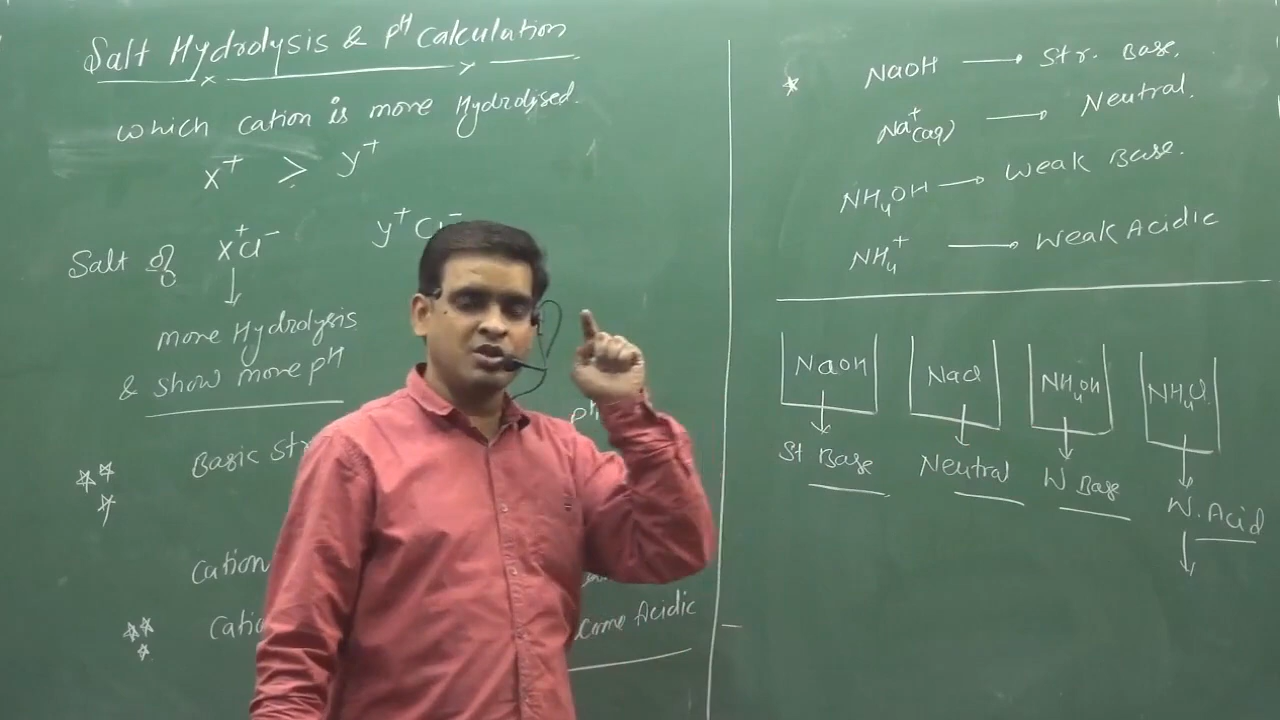 Salt Hydrolysis & pH calculation
which cation is more Hydrolysed.
x⁺ > y⁺
Salt of x⁺cl⁻ y⁺Cl⁻
more Hydrolysis
& show more pH
Basic
pH
Cation
come Acidic
NaOH → Str. Base.
Na⁺(aq) → Neutral.
NH₄OH → Weak Base.
NH₄⁺ → Weak Acidic
NaOH NaCl NH₄OH NH₄Cl.
St Base Neutral W Base W. Acid